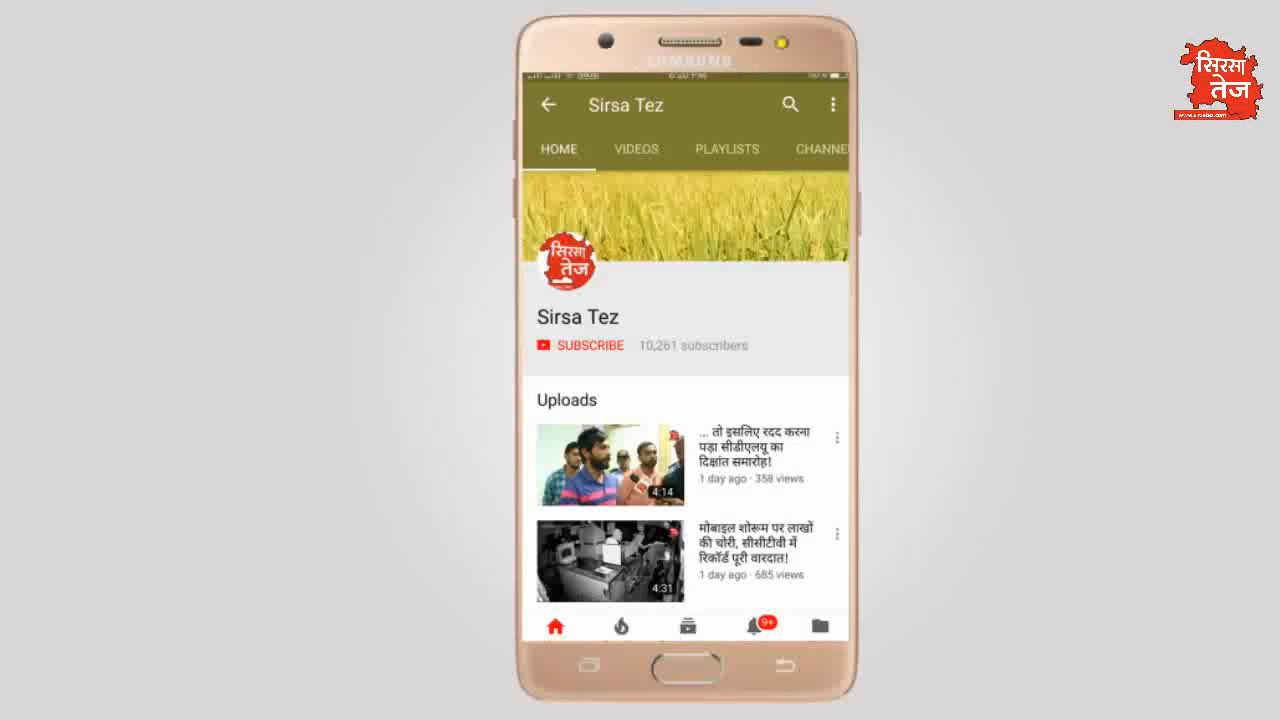 सिरसा
तेज
SAMSUNG
Sirsa Tez
HOME VIDEOS PLAYLISTS CHANNE
सिरसा
तेज
Sirsa Tez
SUBSCRIBE 10,261 subscribers
Uploads
... तो इसलिए रदद करना
पड़ा सीडीएलयू का
दिक्षांत समारोह!
1 day ago · 358 views
4:14
मोबाइल शोरूम पर लाखों
की चोरी, सीसीटीवी में
रिकॉर्ड पूरी वारदात!
1 day ago · 685 views
4:31
9+